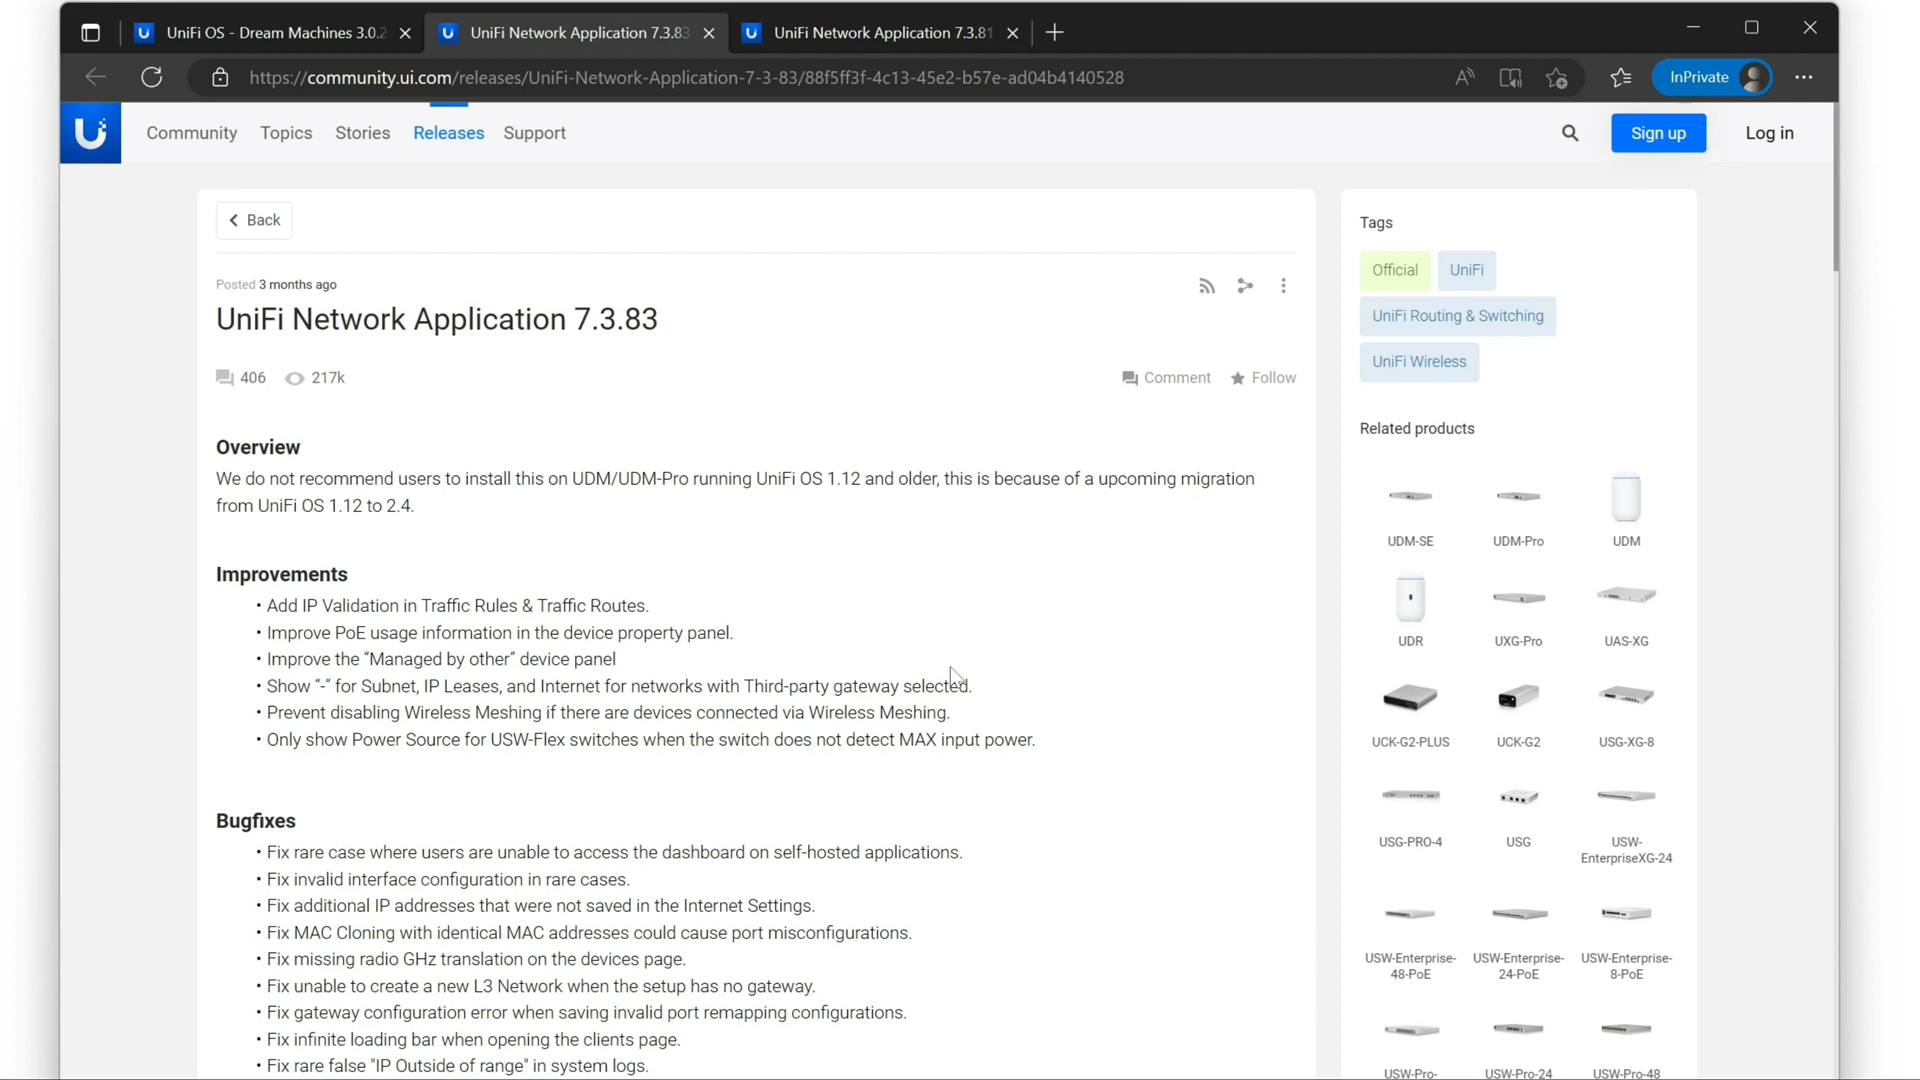 UniFi OS - Dream Machines 3.0.2
UniFi Network Application 7.3.83
UniFi Network Application 7.3.81
https://community.ui.com/releases/UniFi-Network-Application-7-3-83/88f5ff3f-4c13-45e2-b57e-ad04b4140528
InPrivate
Community
Topics
Stories
Releases
Support
Sign up
Log in
Back
Posted 3 months ago
UniFi Network Application 7.3.83
406
217k
Comment
Follow
Overview
We do not recommend users to install this on UDM/UDM-Pro running UniFi OS 1.12 and older, this is because of a upcoming migration
from UniFi OS 1.12 to 2.4.
Improvements
• Add IP Validation in Traffic Rules & Traffic Routes.
• Improve PoE usage information in the device property panel.
• Improve the “Managed by other” device panel
• Show “-” for Subnet, IP Leases, and Internet for networks with Third-party gateway selected.
• Prevent disabling Wireless Meshing if there are devices connected via Wireless Meshing.
• Only show Power Source for USW-Flex switches when the switch does not detect MAX input power.
Bugfixes
• Fix rare case where users are unable to access the dashboard on self-hosted applications.
• Fix invalid interface configuration in rare cases.
• Fix additional IP addresses that were not saved in the Internet Settings.
• Fix MAC Cloning with identical MAC addresses could cause port misconfigurations.
• Fix missing radio GHz translation on the devices page.
• Fix unable to create a new L3 Network when the setup has no gateway.
• Fix gateway configuration error when saving invalid port remapping configurations.
• Fix infinite loading bar when opening the clients page.
• Fix rare false "IP Outside of range" in system logs.
Tags
Official
UniFi
UniFi Routing & Switching
UniFi Wireless
Related products
UDM-SE
UDM-Pro
UDM
UDR
UXG-Pro
UAS-XG
UCK-G2-PLUS
UCK-G2
USG-XG-8
USG-PRO-4
USG
USW-
EnterpriseXG-24
USW-Enterprise-
48-PoE
USW-Enterprise-
24-PoE
USW-Enterprise-
8-PoE
USW-Pro-
USW-Pro-24
USW-Pro-48